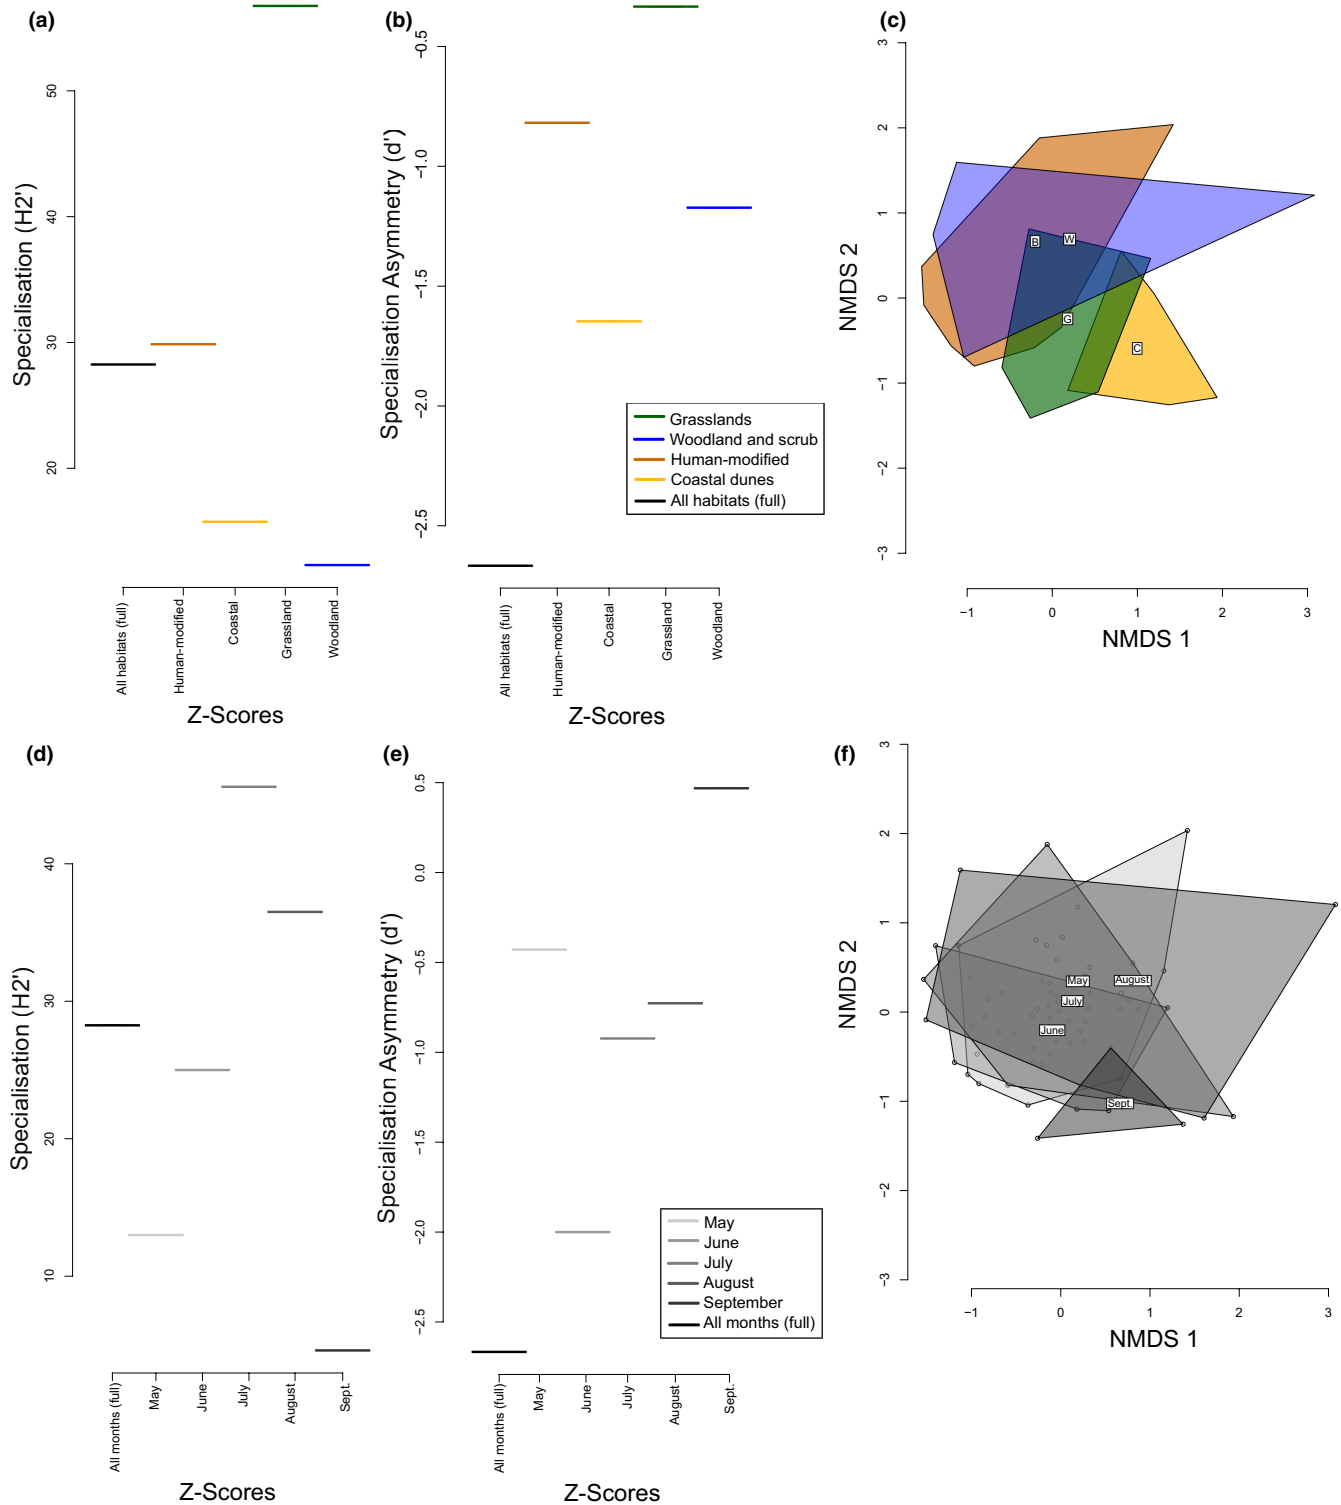 (a)
50
40
30
20
Specialisation (H2')
All habitats (full)
Human-modified
Coastal
Grassland
Woodland
Z-Scores
(b)
−0.5
−1.0
−1.5
−2.0
−2.5
Specialisation Asymmetry (d')
Grasslands
Woodland and scrub
Human-modified
Coastal dunes
All habitats (full)
All habitats (full)
Human-modified
Coastal
Grassland
Woodland
Z-Scores
(c)
3
2
1
0
−1
−2
−3
NMDS 2
B
W
G
C
−1 0 1 2 3
NMDS 1
(d)
40
30
20
10
Specialisation (H2')
All months (full)
May
June
July
August
Sept.
Z-Scores
(e)
0.5
0.0
−0.5
−1.0
−1.5
−2.0
−2.5
Specialisation Asymmetry (d')
May
June
July
August
September
All months (full)
All months (full)
May
June
July
August
Sept.
Z-Scores
(f)
3
2
1
0
−1
−2
−3
NMDS 2
May
August
July
June
Sept.
−1 0 1 2 3
NMDS 1